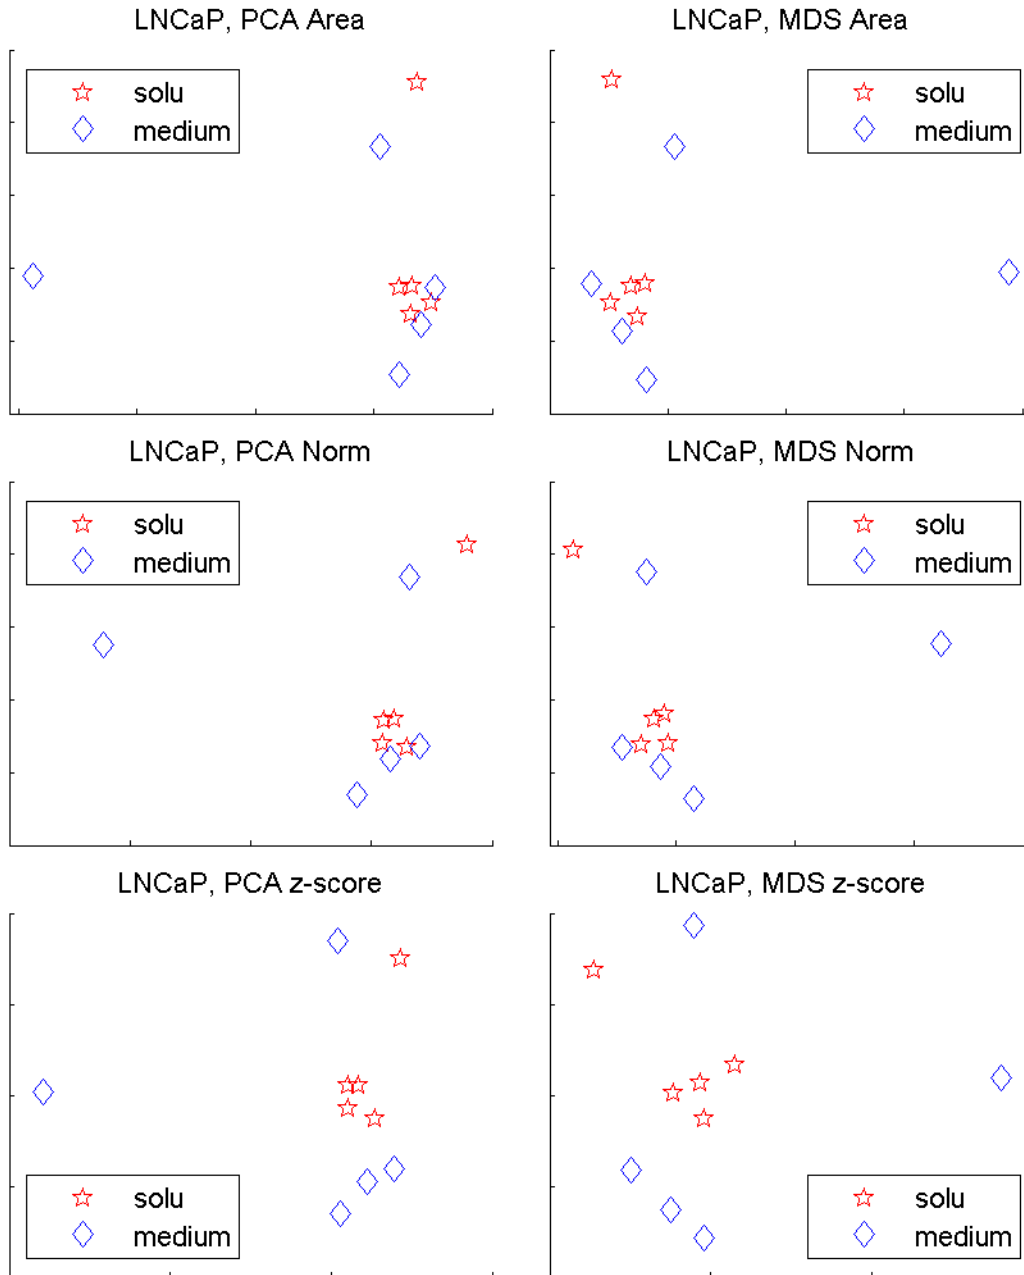 LNCaP, PCA Area
solu
medium
LNCaP, MDS Area
solu
medium
LNCaP, PCA Norm
solu
medium
LNCaP, MDS Norm
solu
medium
LNCaP, PCA z-score
solu
medium
LNCaP, MDS z-score
solu
medium